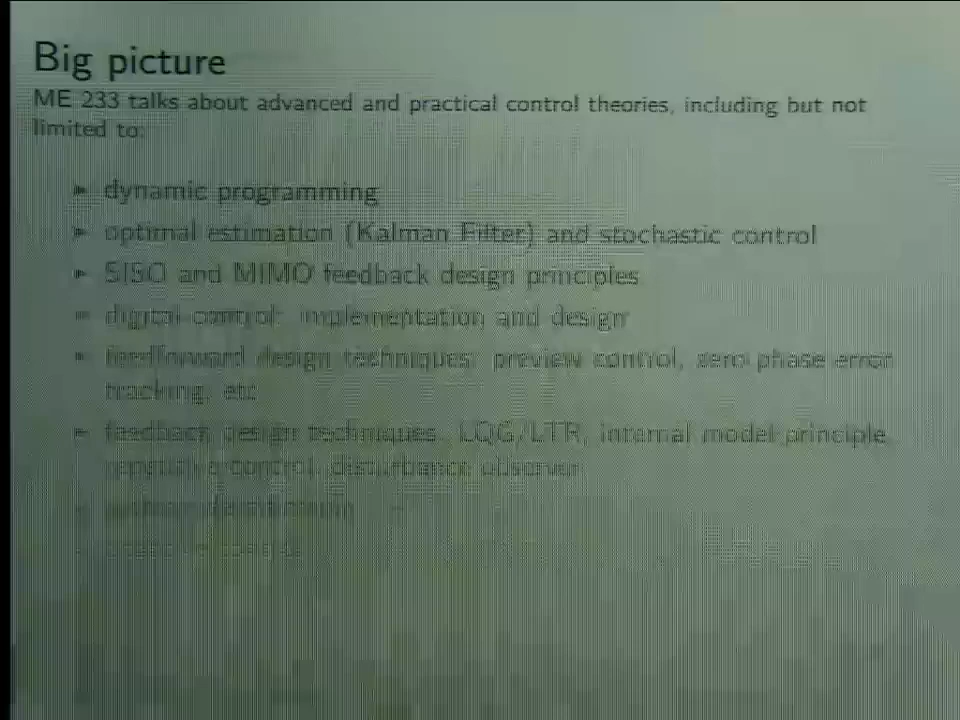 Big picture
ME 233 talks about advanced and practical control theories, including but not
limited to:
dynamic programming
optimal estimation (Kalman Filter) and stochastic control
SISO and MIMO feedback design principles
digital control: implementation and design
feedforward design techniques: preview control, zero phase error
tracking, etc
feedback design techniques: LQG/LTR, internal model principle,
repetitive control, disturbance observer